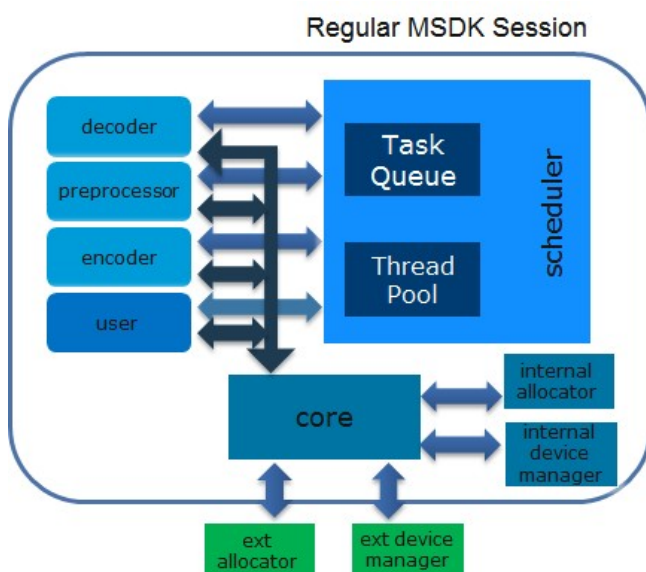 Regular MSDK Session
decoder
preprocessor
encoder
user
Task
Queue
Thread
Pool
scheduler
core
internal
allocator
internal
device
manager
ext
allocator
ext device
manager